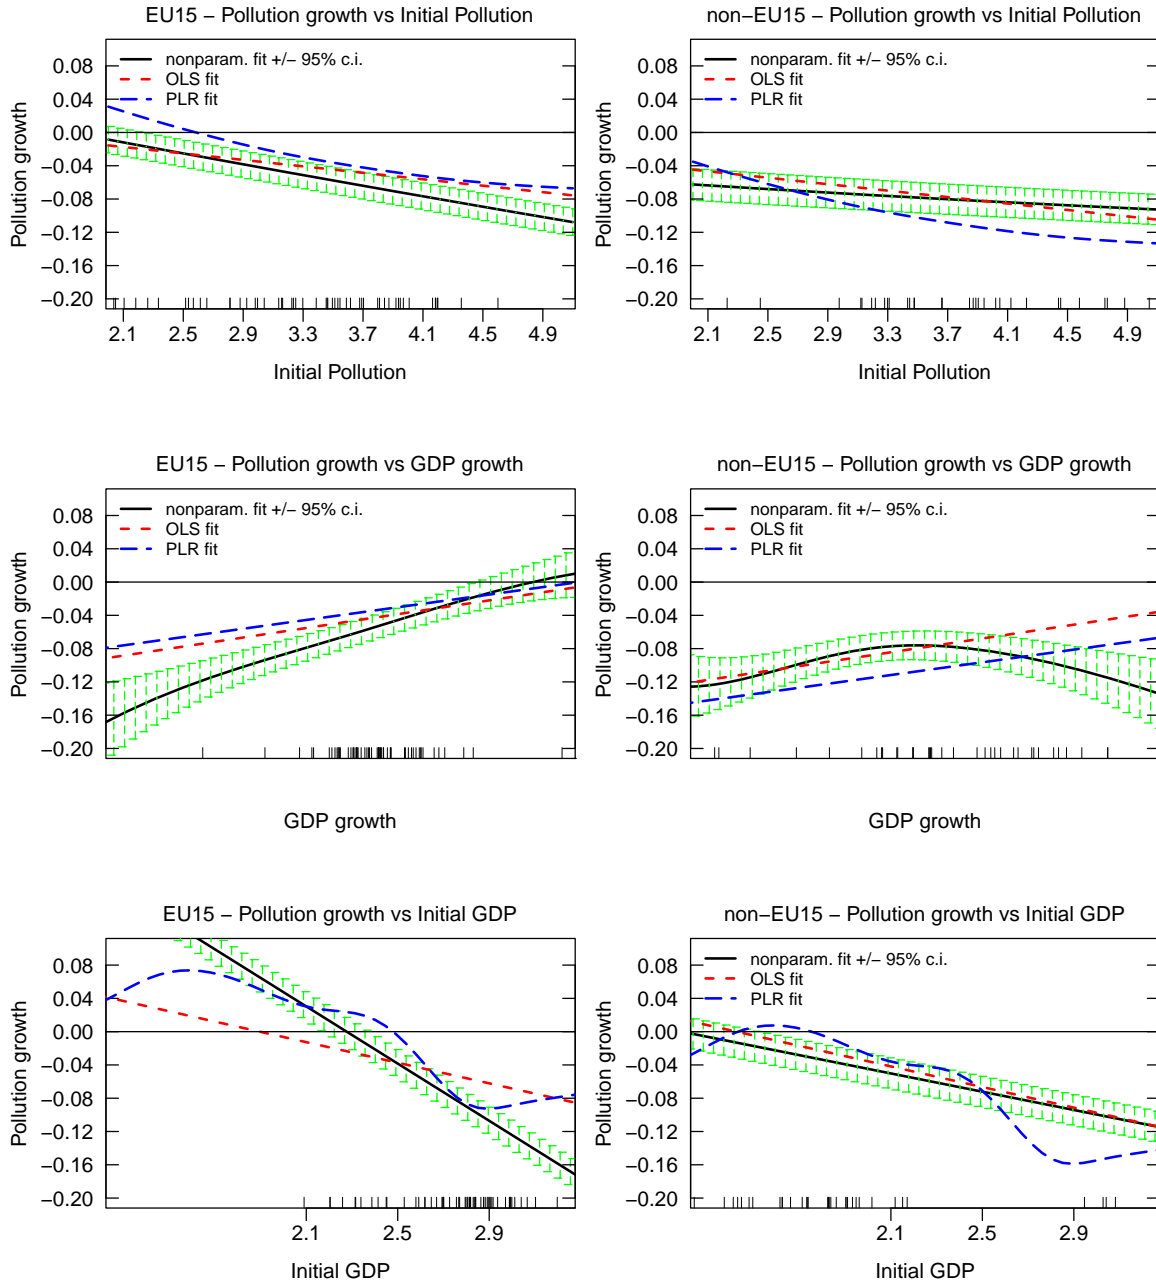 EU15 − Pollution growth vs Initial Pollution
nonparam. fit +/− 95% c.i.
OLS fit
PLR fit
0.08
0.04
0.00
−0.04
−0.08
−0.12
−0.16
−0.20
Pollution growth
2.1 2.5 2.9 3.3 3.7 4.1 4.5 4.9
Initial Pollution
non−EU15 − Pollution growth vs Initial Pollution
nonparam. fit +/− 95% c.i.
OLS fit
PLR fit
0.08
0.04
0.00
−0.04
−0.08
−0.12
−0.16
−0.20
Pollution growth
2.1 2.5 2.9 3.3 3.7 4.1 4.5 4.9
Initial Pollution
EU15 − Pollution growth vs GDP growth
nonparam. fit +/− 95% c.i.
OLS fit
PLR fit
0.08
0.04
0.00
−0.04
−0.08
−0.12
−0.16
−0.20
Pollution growth
GDP growth
non−EU15 − Pollution growth vs GDP growth
nonparam. fit +/− 95% c.i.
OLS fit
PLR fit
0.08
0.04
0.00
−0.04
−0.08
−0.12
−0.16
−0.20
Pollution growth
GDP growth
EU15 − Pollution growth vs Initial GDP
0.08
0.04
0.00
−0.04
−0.08
−0.12
−0.16
−0.20
Pollution growth
2.1 2.5 2.9
Initial GDP
non−EU15 − Pollution growth vs Initial GDP
nonparam. fit +/− 95% c.i.
OLS fit
PLR fit
0.08
0.04
0.00
−0.04
−0.08
−0.12
−0.16
−0.20
Pollution growth
2.1 2.5 2.9
Initial GDP